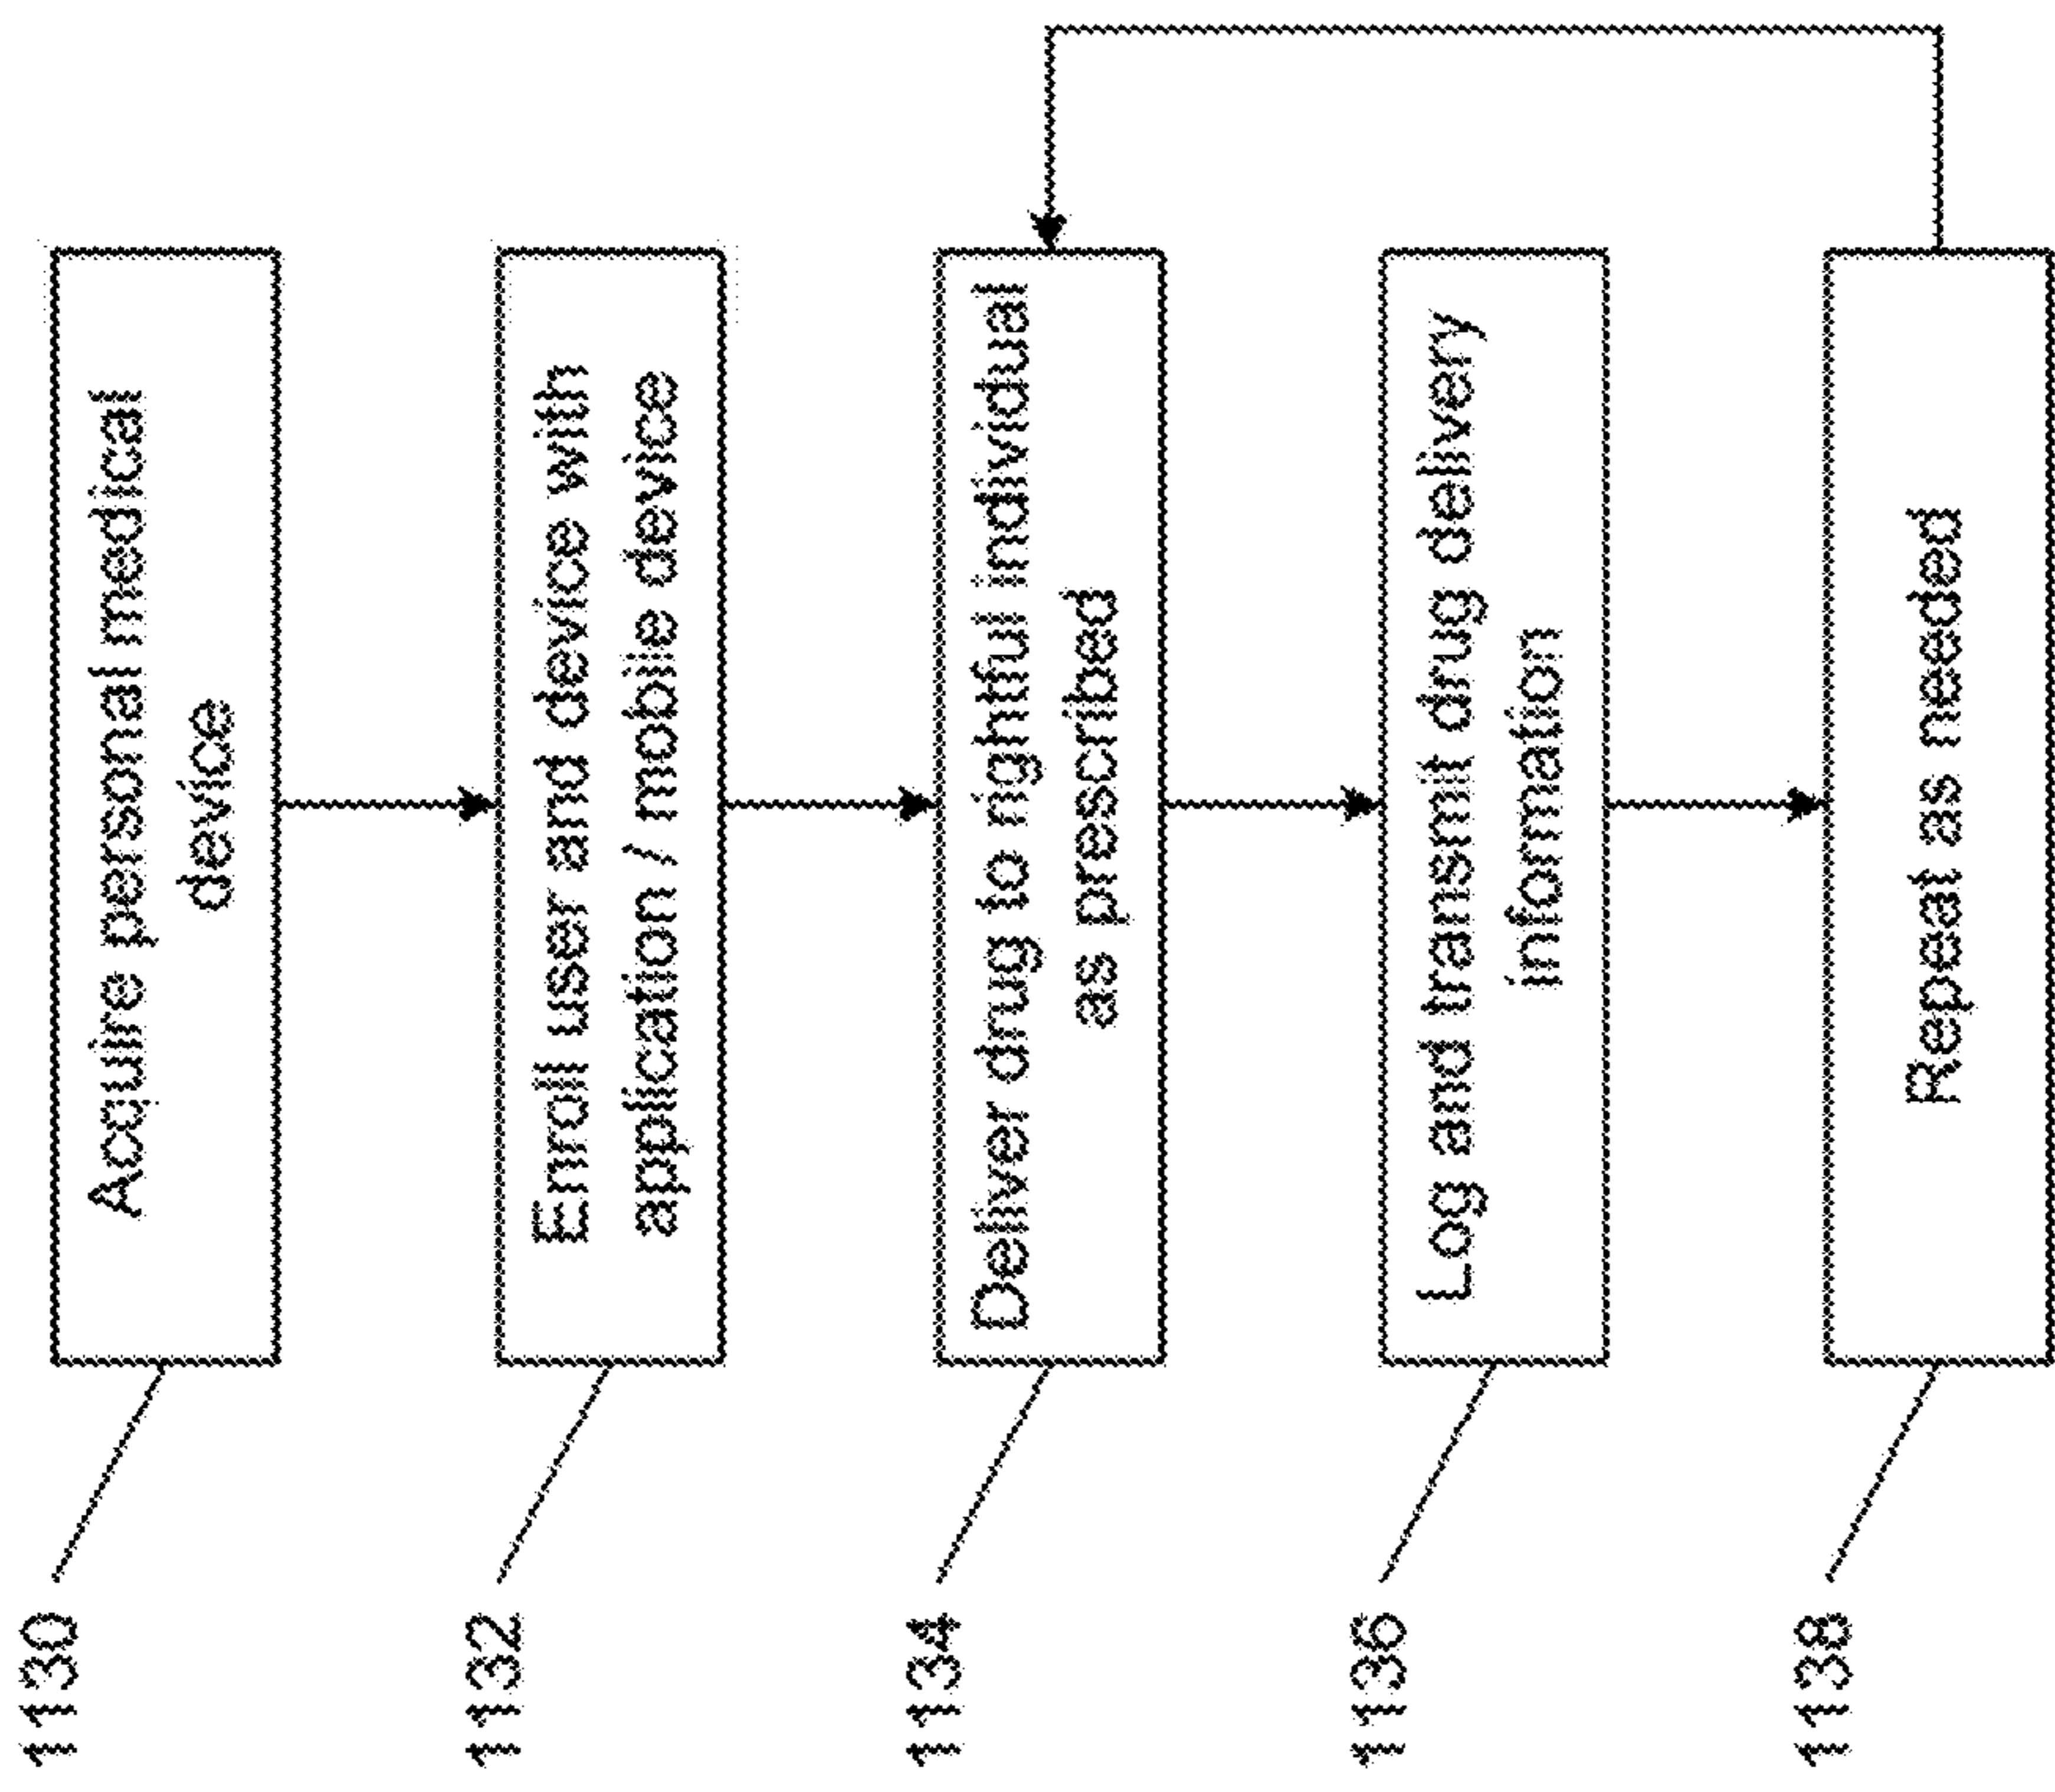 1130
Acquire personal medical
device
1132
Enroll user and device with
application / mobile device
1134
Deliver drug to rightful individual
as prescribed
1136
Log and transmit drug delivery
information
1138
Repeat as needed